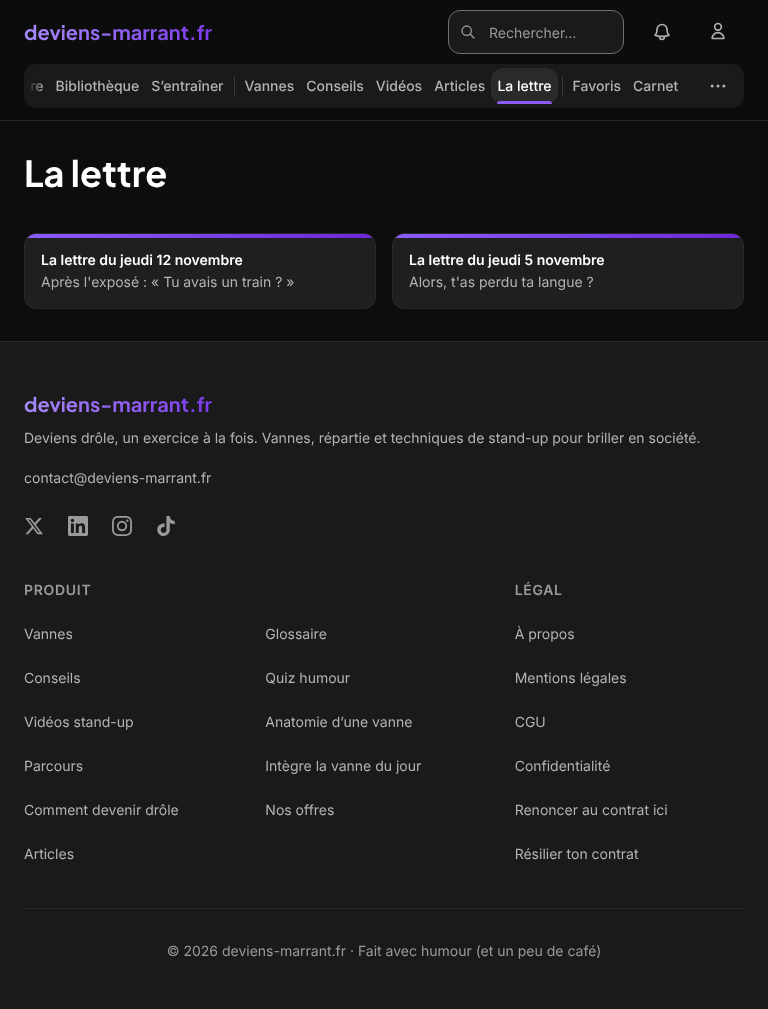 deviens-marrant.fr
Rechercher...
re Bibliothèque S’entraîner Vannes Conseils Vidéos Articles La lettre Favoris Carnet
La lettre
La lettre du jeudi 12 novembre
Après l'exposé : « Tu avais un train ? »
La lettre du jeudi 5 novembre
Alors, t'as perdu ta langue ?
deviens-marrant.fr
Deviens drôle, un exercice à la fois. Vannes, répartie et techniques de stand-up pour briller en société.
contact@deviens-marrant.fr
PRODUIT
Vannes
Conseils
Vidéos stand-up
Parcours
Comment devenir drôle
Articles
Glossaire
Quiz humour
Anatomie d’une vanne
Intègre la vanne du jour
Nos offres
LÉGAL
À propos
Mentions légales
CGU
Confidentialité
Renoncer au contrat ici
Résilier ton contrat
© 2026 deviens-marrant.fr · Fait avec humour (et un peu de café)